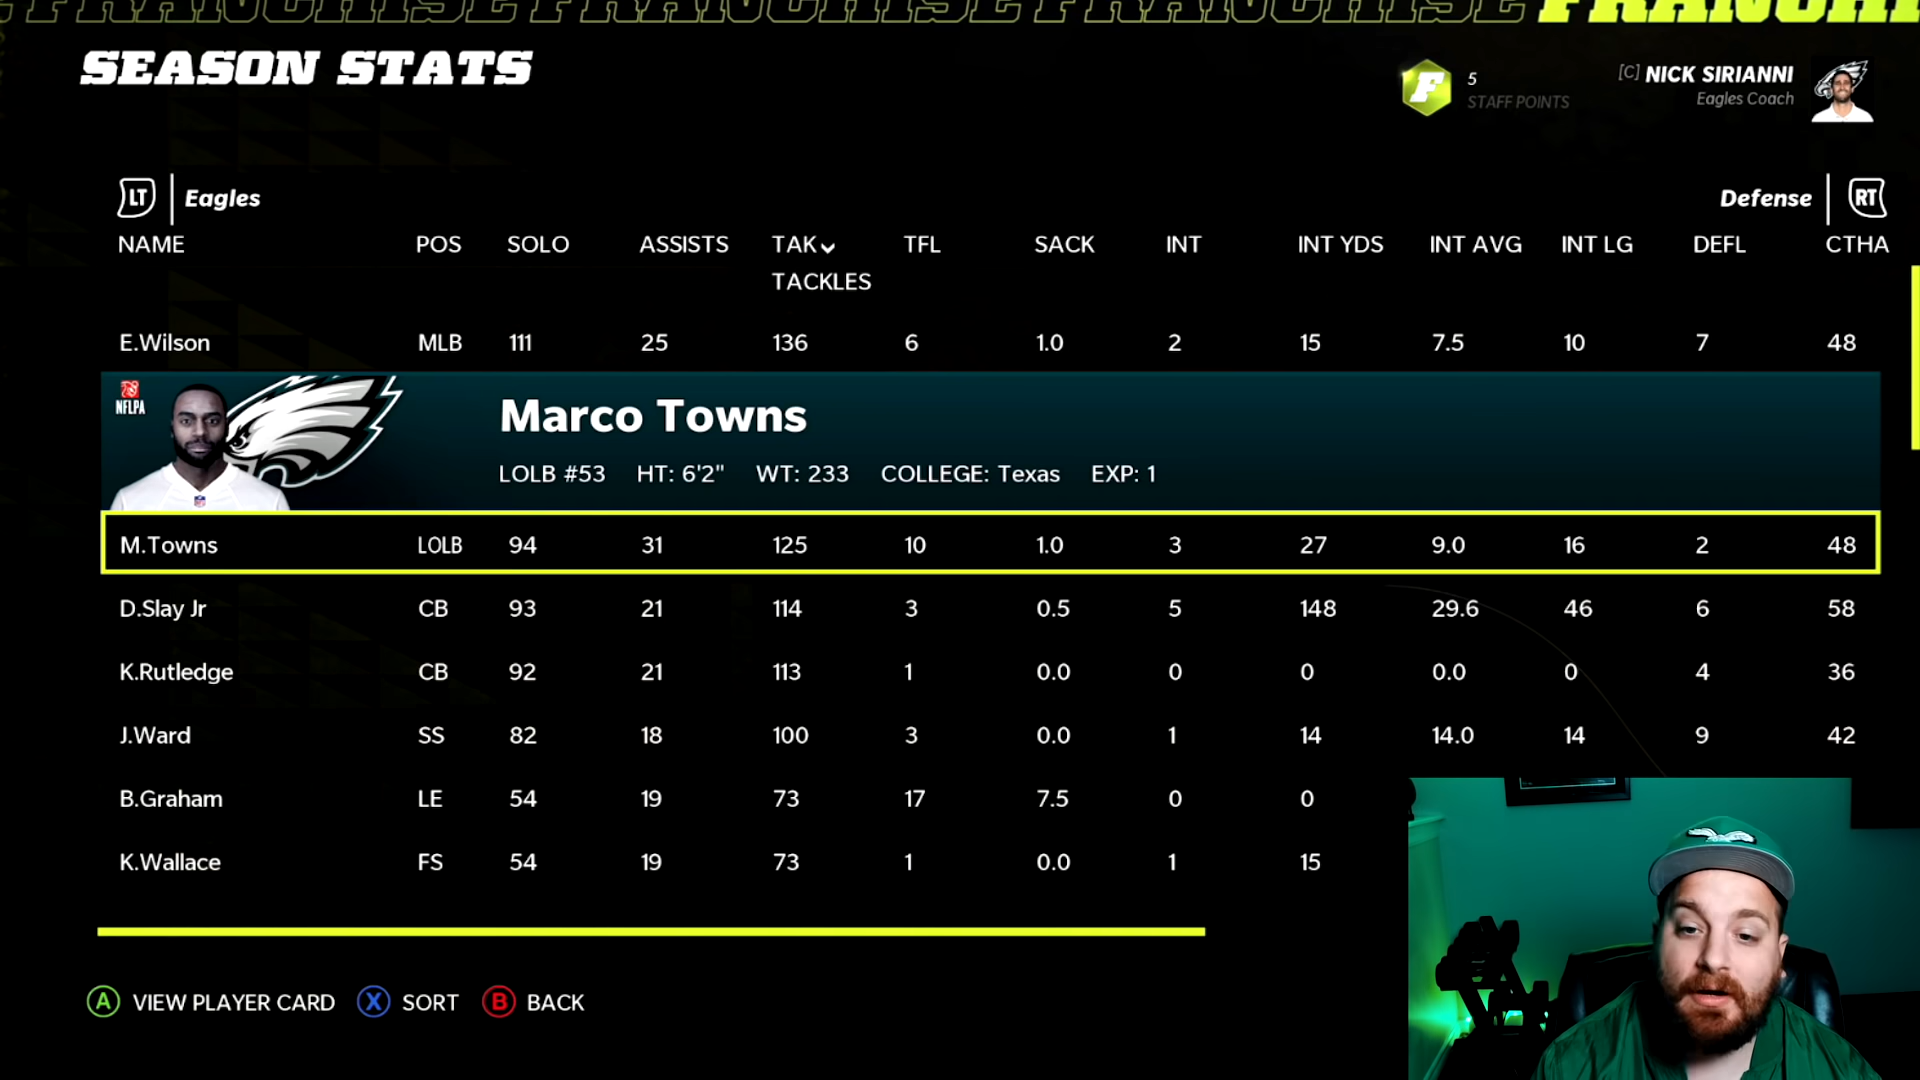 FRANCHISE FRANCHISE FRANCHISE FRANCHI
SEASON STATS
5
STAFF POINTS
[C] NICK SIRIANNI
Eagles Coach
LT Eagles
Defense RT
NAME POS SOLO ASSISTS TAK TFL SACK INT INT YDS INT AVG INT LG DEFL CTHA
TACKLES
E.Wilson MLB 111 25 136 6 1.0 2 15 7.5 10 7 48
NFLPA
Marco Towns
LOLB #53 HT: 6'2" WT: 233 COLLEGE: Texas EXP: 1
M.Towns LOLB 94 31 125 10 1.0 3 27 9.0 16 2 48
D.Slay Jr CB 93 21 114 3 0.5 5 148 29.6 46 6 58
K.Rutledge CB 92 21 113 1 0.0 0 0 0.0 0 4 36
J.Ward SS 82 18 100 3 0.0 1 14 14.0 14 9 42
B.Graham LE 54 19 73 17 7.5 0 0
K.Wallace FS 54 19 73 1 0.0 1 15
A VIEW PLAYER CARD X SORT B BACK